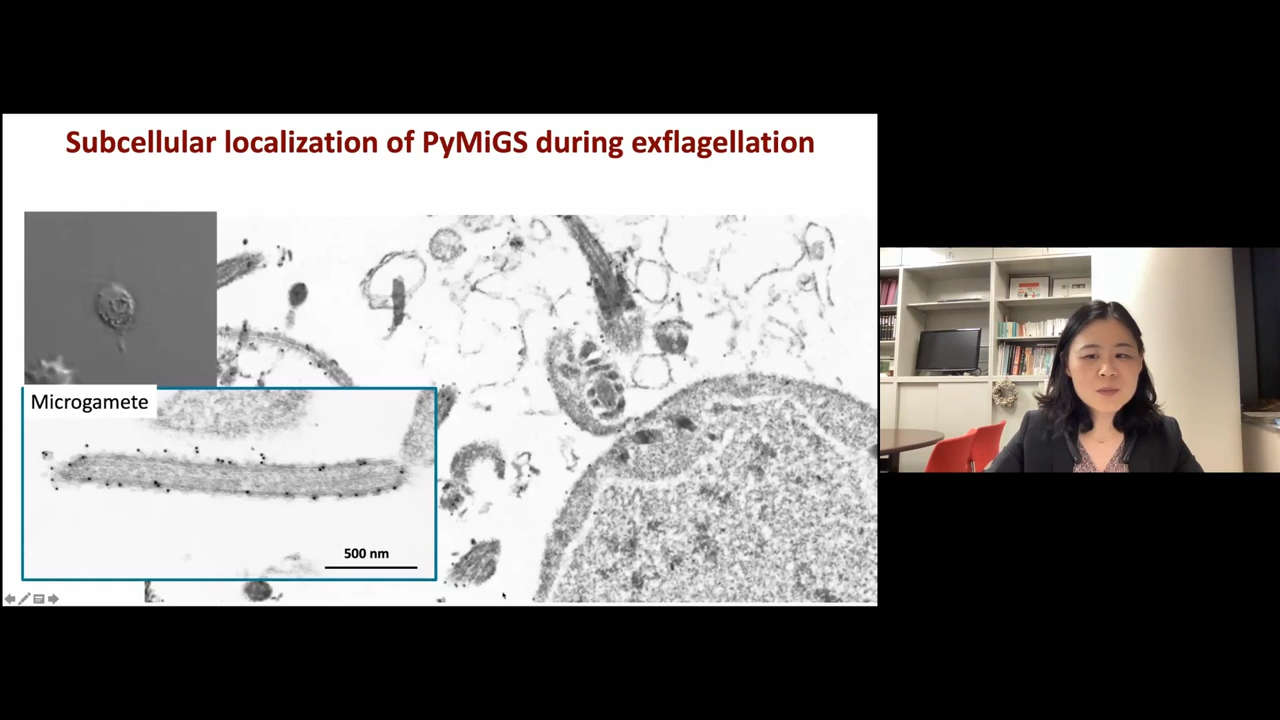 Subcellular localization of PyMiGS during exflagellation
Microgamete
500 nm